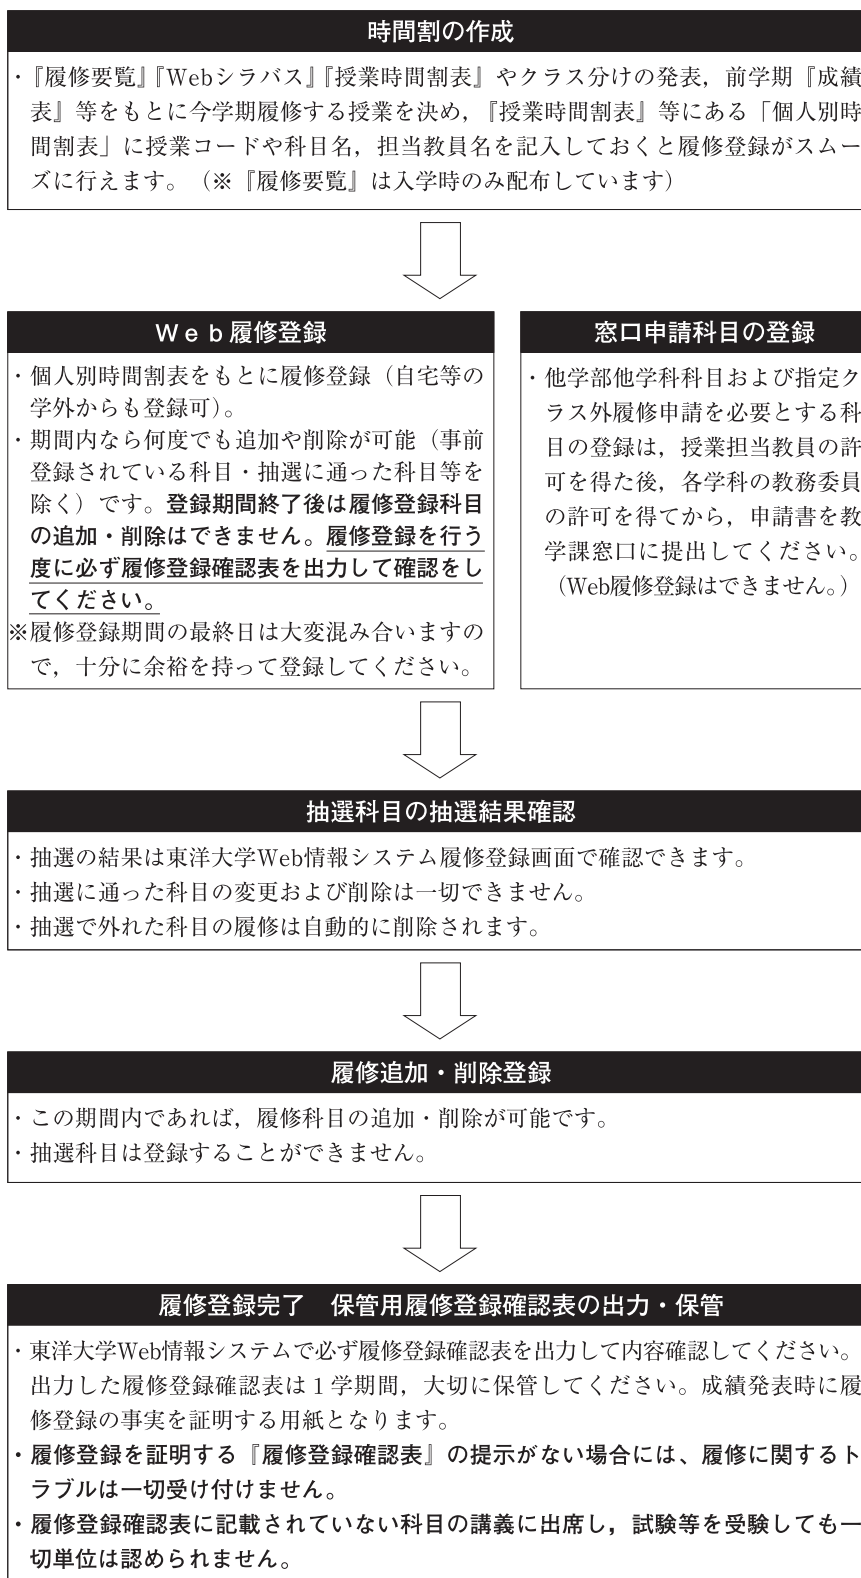 時間割の作成
・『履修要覧』『Webシラバス』『授業時間割表』やクラス分けの発表，前学期『成績
表』等をもとに今学期履修する授業を決め，『授業時間割表』等にある「個人別時
間割表」に授業コードや科目名，担当教員名を記入しておくと履修登録がスムー
ズに行えます。（※『履修要覧』は入学時のみ配布しています）
Ｗｅｂ履修登録
・個人別時間割表をもとに履修登録（自宅等の
学外からも登録可）。
・期間内なら何度でも追加や削除が可能（事前
登録されている科目・抽選に通った科目等を
除く）です。登録期間終了後は履修登録科目
の追加・削除はできません。履修登録を行う
度に必ず履修登録確認表を出力して確認をし
てください。
※履修登録期間の最終日は大変混み合いますの
で，十分に余裕を持って登録してください。
窓口申請科目の登録
・他学部他学科科目および指定ク
ラス外履修申請を必要とする科
目の登録は，授業担当教員の許
可を得た後，各学科の教務委員
の許可を得てから，申請書を教
学課窓口に提出してください。
（Web履修登録はできません。）
抽選科目の抽選結果確認
・抽選の結果は東洋大学Web情報システム履修登録画面で確認できます。
・抽選に通った科目の変更および削除は一切できません。
・抽選で外れた科目の履修は自動的に削除されます。
履修追加・削除登録
・この期間内であれば，履修科目の追加・削除が可能です。
・抽選科目は登録することができません。
履修登録完了　保管用履修登録確認表の出力・保管
・東洋大学Web情報システムで必ず履修登録確認表を出力して内容確認してください。
出力した履修登録確認表は１学期間，大切に保管してください。成績発表時に履
修登録の事実を証明する用紙となります。
・履修登録を証明する『履修登録確認表』の提示がない場合には、履修に関するト
ラブルは一切受け付けません。
・履修登録確認表に記載されていない科目の講義に出席し，試験等を受験しても一
切単位は認められません。